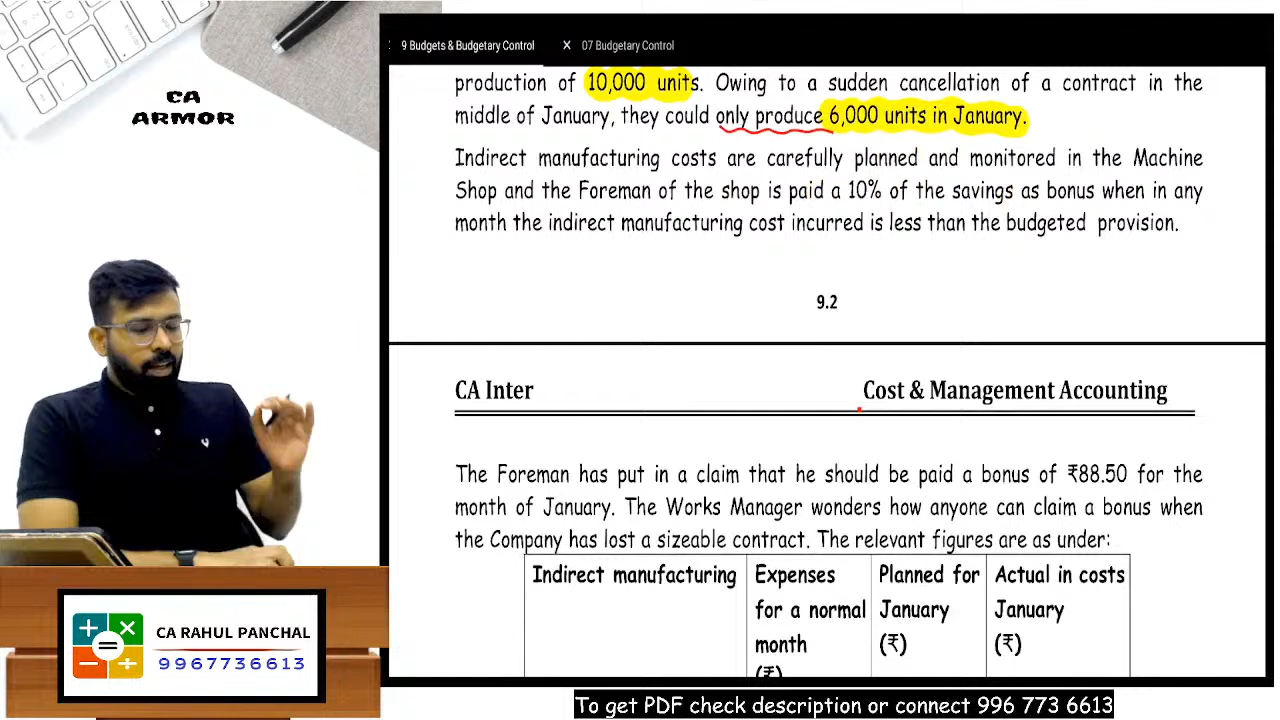 CA
ARMOR
9 Budgets & Budgetary Control
07 Budgetary Control
production of 10,000 units. Owing to a sudden cancellation of a contract in the
middle of January, they could only produce 6,000 units in January.
Indirect manufacturing costs are carefully planned and monitored in the Machine
Shop and the Foreman of the shop is paid a 10% of the savings as bonus when in any
month the indirect manufacturing cost incurred is less than the budgeted provision.
9.2
CA Inter
Cost & Management Accounting
The Foreman has put in a claim that he should be paid a bonus of ₹88.50 for the
month of January. The Works Manager wonders how anyone can claim a bonus when
the Company has lost a sizeable contract. The relevant figures are as under:
Indirect manufacturing
Expenses
for a normal
month
(₹)
Planned for
January
(₹)
Actual in costs
January
(₹)
CA RAHUL PANCHAL
9967736613
To get PDF check description or connect 996 773 6613